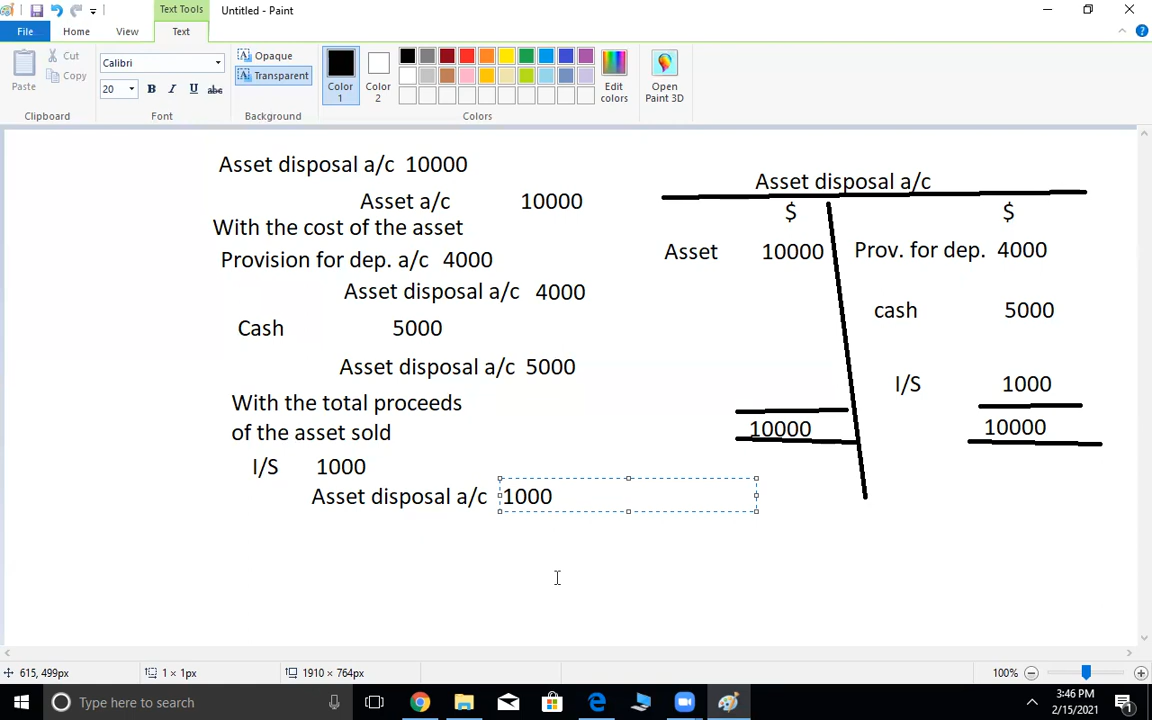 Text Tools
Untitled - Paint
File
Home
View
Text
Paste
Cut
Copy
Clipboard
Calibri
20
B I U abc
Font
Opaque
Transparent
Background
Color 1
Color 2
Edit colors
Colors
Open Paint 3D
Asset disposal a/c 10000
Asset a/c 10000
With the cost of the asset
Provision for dep. a/c 4000
Asset disposal a/c 4000
Cash 5000
Asset disposal a/c 5000
With the total proceeds
of the asset sold
I/S 1000
Asset disposal a/c 1000
Asset disposal a/c
$ $
Asset 10000 Prov. for dep. 4000
cash 5000
I/S 1000
10000 10000
615, 499px
1 × 1px
1910 × 764px
100%
Type here to search
3:46 PM
2/15/2021
1